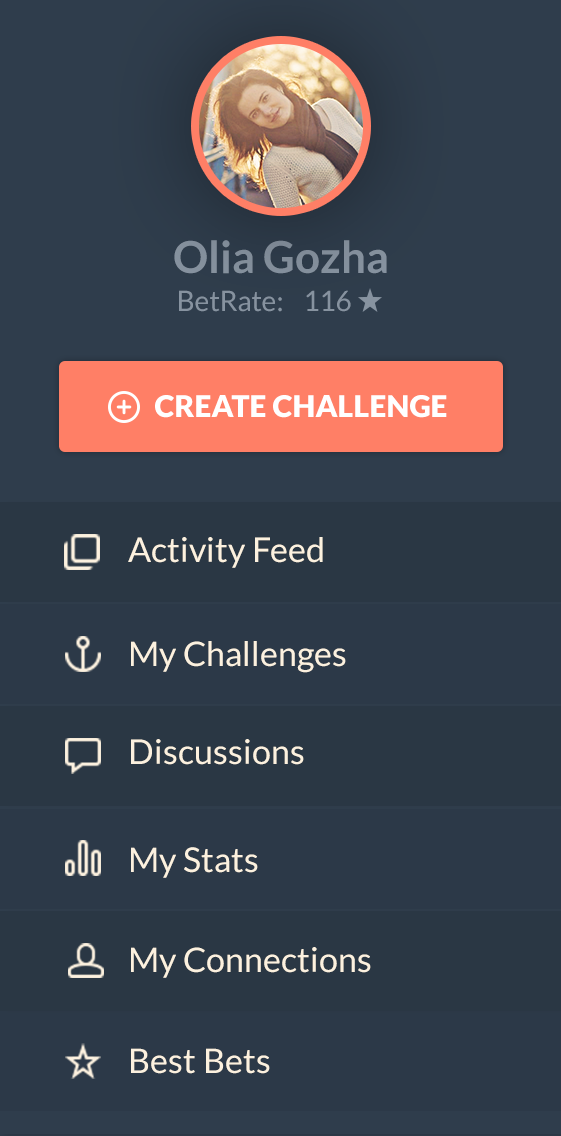 Olia Gozha
BetRate: 116 ★
CREATE CHALLENGE
Activity Feed
My Challenges
Discussions
My Stats
My Connections
Best Bets